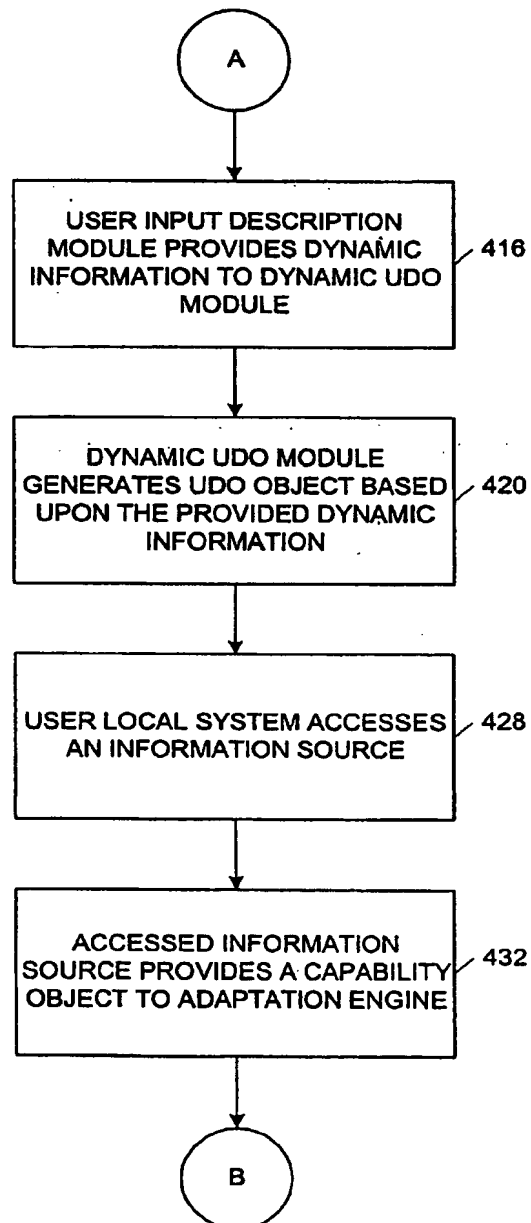 A
USER INPUT DESCRIPTION
MODULE PROVIDES DYNAMIC
INFORMATION TO DYNAMIC UDO
MODULE
416
DYNAMIC UDO MODULE
GENERATES UDO OBJECT BASED
UPON THE PROVIDED DYNAMIC
INFORMATION
420
USER LOCAL SYSTEM ACCESSES
AN INFORMATION SOURCE
428
ACCESSED INFORMATION
SOURCE PROVIDES A CAPABILITY
OBJECT TO ADAPTATION ENGINE
432
B